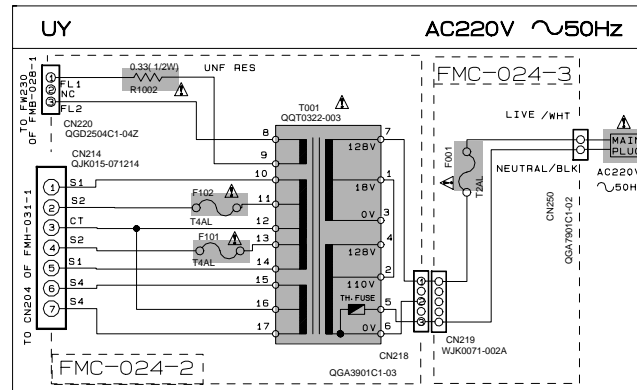 UY
AC220V ～50Hz
0.33( 1/2W)
R1002
UNF RES
TO FW230
OF FMB-028-1
1
2
3
FL1
NC
FL2
CN220
QGD2504C1-04Z
T001
QQT0322-003
FMC-024-3
LIVE /WHT
MAIN
PLUG
NEUTRAL/BLK
AC220V
～50H
F001
T2AL
CN250
QGA7901C1-02
CN214
QJK015-071214
TO CN204 OF FMH-031-1
1 S1
2 S2
3 CT
4 S2
5 S1
6 S4
7 S4
F102
T4AL
F101
T4AL
8
9
10
11
12
13
14
15
16
17
7
128V
1
18V
0V
3
4
128V
2
110V
TH. FUSE
5
0V
6
1
3
CN218
QGA3901C1-03
CN219
WJK0071-002A
FMC-024-2